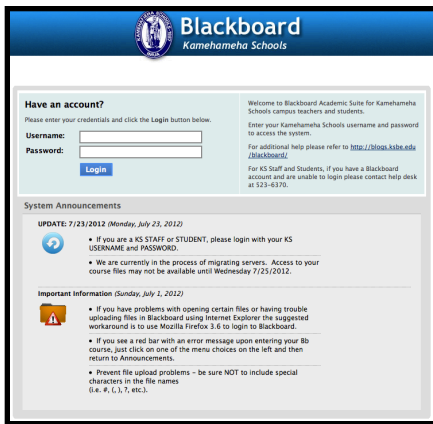 Blackboard
Kamehameha Schools
Have an account?
Please enter your credentials and click the Login button below.
Username:
Password:
Login
Welcome to Blackboard Academic Suite for Kamehameha
Schools campus teachers and students.
Enter your Kamehameha Schools username and password
to access the system.
For additional help please refer to http://blogs.ksbe.edu
/blackboard/
For KS Staff and Students, if you have a Blackboard
account and are unable to login please contact help desk
at 523-6370.
System Announcements
UPDATE: 7/23/2012 (Monday, July 23, 2012)
• If you are a KS STAFF or STUDENT, please login with your KS
USERNAME and PASSWORD.
• We are currently in the process of migrating servers. Access to your
course files may not be available until Wednesday 7/25/2012.
Important Information (Sunday, July 1, 2012)
• If you have problems with opening certain files or having trouble
uploading files in Blackboard using Internet Explorer the suggested
workaround is to use Mozilla Firefox 3.6 to login to Blackboard.
• If you see a red bar with an error message upon entering your Bb
course, just click on one of the menu choices on the left and then
return to Announcements.
• Prevent file upload problems - be sure NOT to include special
characters in the file names
(i.e. #, (, ), ?, etc.).